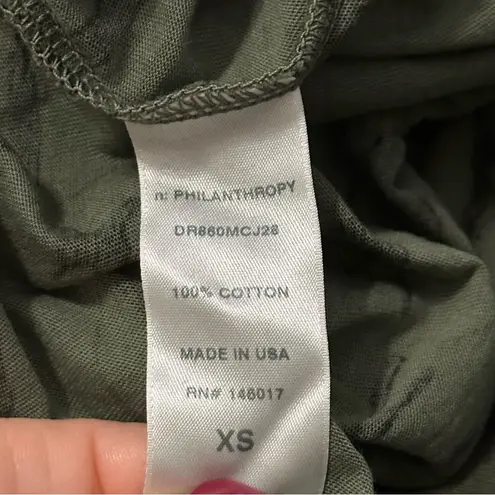 n: PHILANTHROPY
DR860MCJ28
100% COTTON
MADE IN USA
RN# 146017
XS